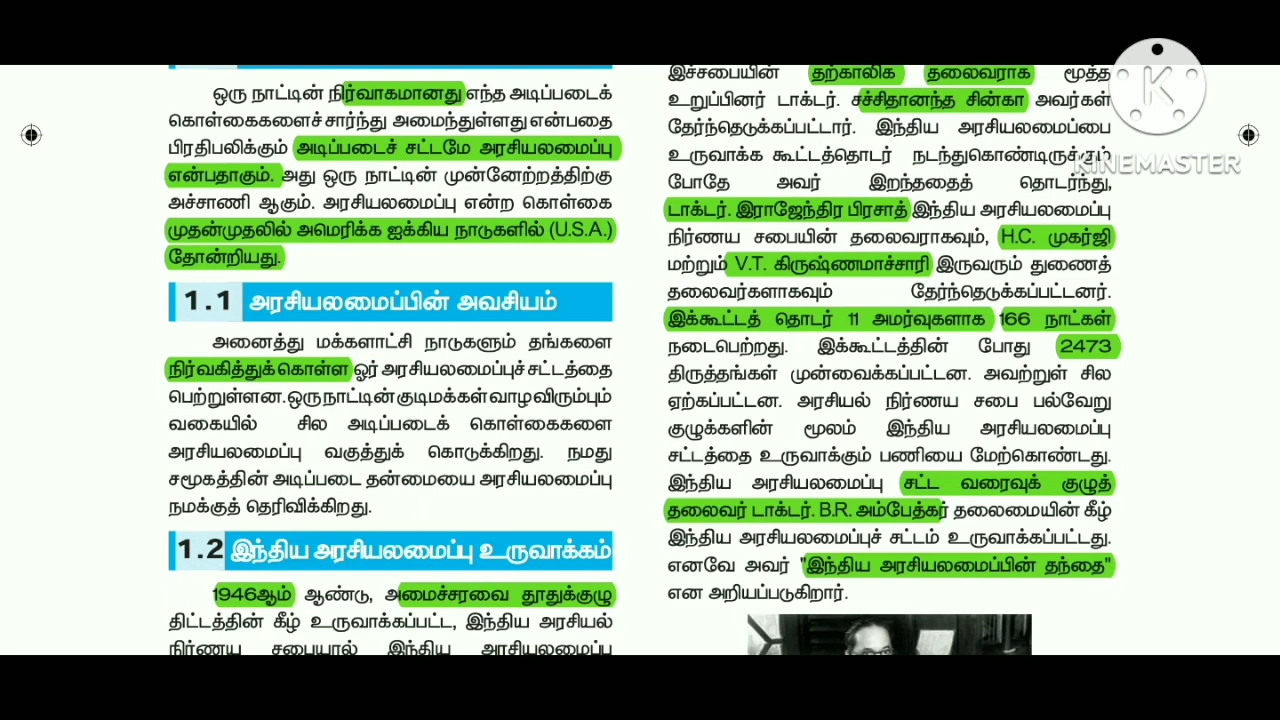 ஒரு நாட்டின் நிர்வாகமானது எந்த அடிப்படைக்
கொள்கைகளைச் சார்ந்து அமைந்துள்ளது என்பதை
பிரதிபலிக்கும் அடிப்படைச் சட்டமே அரசியலமைப்பு
என்பதாகும். அது ஒரு நாட்டின் முன்னேற்றத்திற்கு
அச்சாணி ஆகும். அரசியலமைப்பு என்ற கொள்கை
முதன்முதலில் அமெரிக்க ஐக்கிய நாடுகளில் (U.S.A.)
தோன்றியது.
1.1 அரசியலமைப்பின் அவசியம்
அனைத்து மக்களாட்சி நாடுகளும் தங்களை
நிர்வகித்துக்கொள்ள ஓர் அரசியலமைப்புச் சட்டத்தை
பெற்றுள்ளன. ஒரு நாட்டின் குடிமக்கள் வாழ விரும்பும்
வகையில் சில அடிப்படைக் கொள்கைகளை
அரசியலமைப்பு வகுத்துக் கொடுக்கிறது. நமது
சமூகத்தின் அடிப்படை தன்மையை அரசியலமைப்பு
நமக்குத் தெரிவிக்கிறது.
1.2 இந்திய அரசியலமைப்பு உருவாக்கம்
1946ஆம் ஆண்டு, அமைச்சரவை தூதுக்குழு
திட்டத்தின் கீழ் உருவாக்கப்பட்ட, இந்திய அரசியல்
நிர்ணய சபையால் இந்திய அரசியலமைப்பு
இச்சபையின் தற்காலிக தலைவராக மூத்த
உறுப்பினர் டாக்டர். சச்சிதானந்த சின்கா அவர்கள்
தேர்ந்தெடுக்கப்பட்டார். இந்திய அரசியலமைப்பை
உருவாக்க கூட்டத்தொடர் நடந்துகொண்டிருக்கும்
போதே அவர் இறந்ததைத் தொடர்ந்து,
டாக்டர். இராஜேந்திர பிரசாத் இந்திய அரசியலமைப்பு
நிர்ணய சபையின் தலைவராகவும், H.C. முகர்ஜி
மற்றும் V.T. கிருஷ்ணமாச்சாரி இருவரும் துணைத்
தலைவர்களாகவும் தேர்ந்தெடுக்கப்பட்டனர்.
இக்கூட்டத் தொடர் 11 அமர்வுகளாக 166 நாட்கள்
நடைபெற்றது. இக்கூட்டத்தின் போது 2473
திருத்தங்கள் முன்வைக்கப்பட்டன. அவற்றுள் சில
ஏற்கப்பட்டன. அரசியல் நிர்ணய சபை பல்வேறு
குழுக்களின் மூலம் இந்திய அரசியலமைப்பு
சட்டத்தை உருவாக்கும் பணியை மேற்கொண்டது.
இந்திய அரசியலமைப்பு சட்ட வரைவுக் குழுத்
தலைவர் டாக்டர். B.R. அம்பேத்கர் தலைமையின் கீழ்
இந்திய அரசியலமைப்புச் சட்டம் உருவாக்கப்பட்டது.
எனவே அவர் "இந்திய அரசியலமைப்பின் தந்தை"
என அறியப்படுகிறார்.
K
KINEMASTER